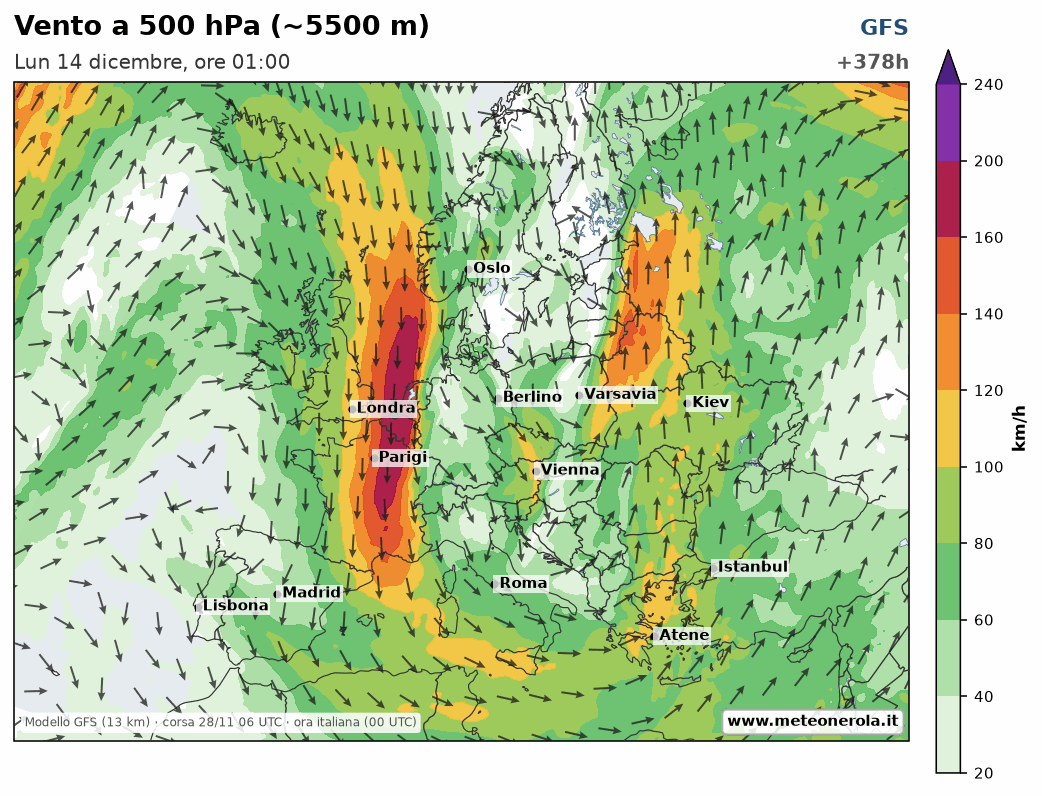 Vento a 500 hPa (~5500 m)
GFS
Lun 14 dicembre, ore 01:00
+378h
240
200
160
140
120
100
80
60
40
20
km/h
Oslo
Berlino
Varsavia
Kiev
Londra
Parigi
Vienna
Istanbul
Roma
Madrid
Lisbona
Atene
Modello GFS (13 km) · corsa 28/11 06 UTC · ora italiana (00 UTC)
www.meteonerola.it